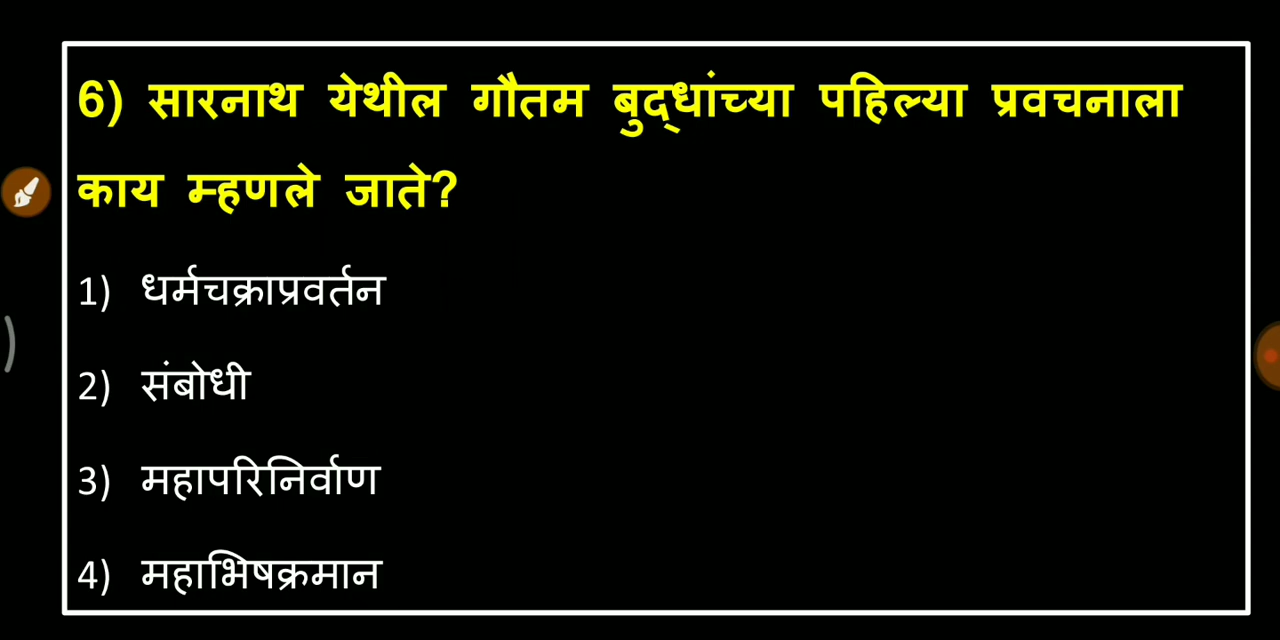 6) सारनाथ येथील गौतम बुद्धांच्या पहिल्या प्रवचनाला
काय म्हणले जाते?
1) धर्मचक्राप्रवर्तन
2) संबोधी
3) महापरिनिर्वाण
4) महाभिषक्रमान